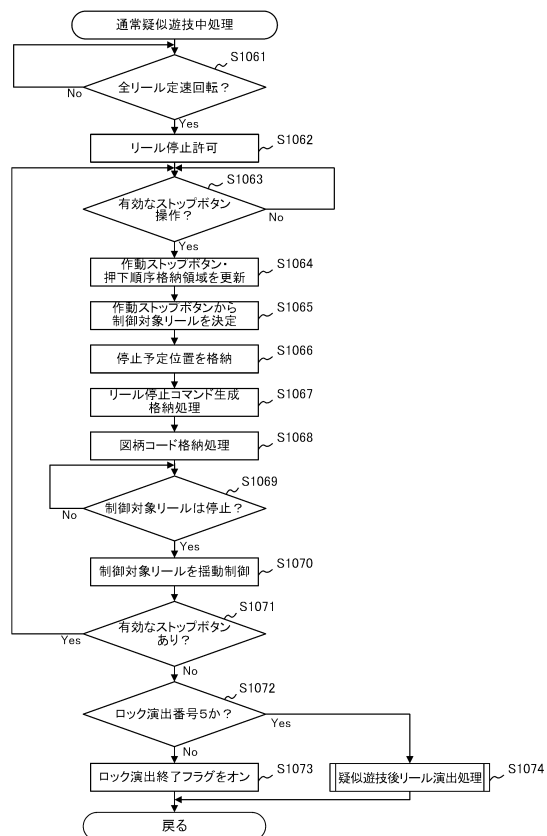 通常疑似遊技中処理
S1061
全リール定速回転？
No
Yes
リール停止許可
S1062
S1063
有効なストップボタン
操作？
No
Yes
作動ストップボタン・
押下順序格納領域を更新
S1064
作動ストップボタンから
制御対象リールを決定
S1065
停止予定位置を格納
S1066
リール停止コマンド生成
格納処理
S1067
図柄コード格納処理
S1068
S1069
制御対象リールは停止？
No
Yes
制御対象リールを揺動制御
S1070
S1071
有効なストップボタン
あり？
Yes
No
S1072
ロック演出番号5か？
Yes
No
ロック演出終了フラグをオン
S1073
疑似遊技後リール演出処理
S1074
戻る